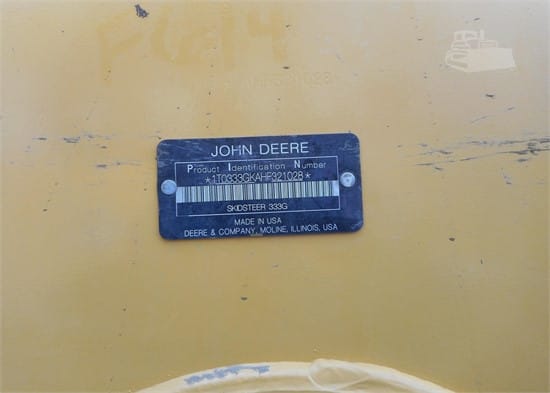 JOHN DEERE
Product Identification Number
*1T0333GKAHF321028*
SKIDSTEER 333G
MADE IN USA
DEERE & COMPANY, MOLINE, ILLINOIS, USA